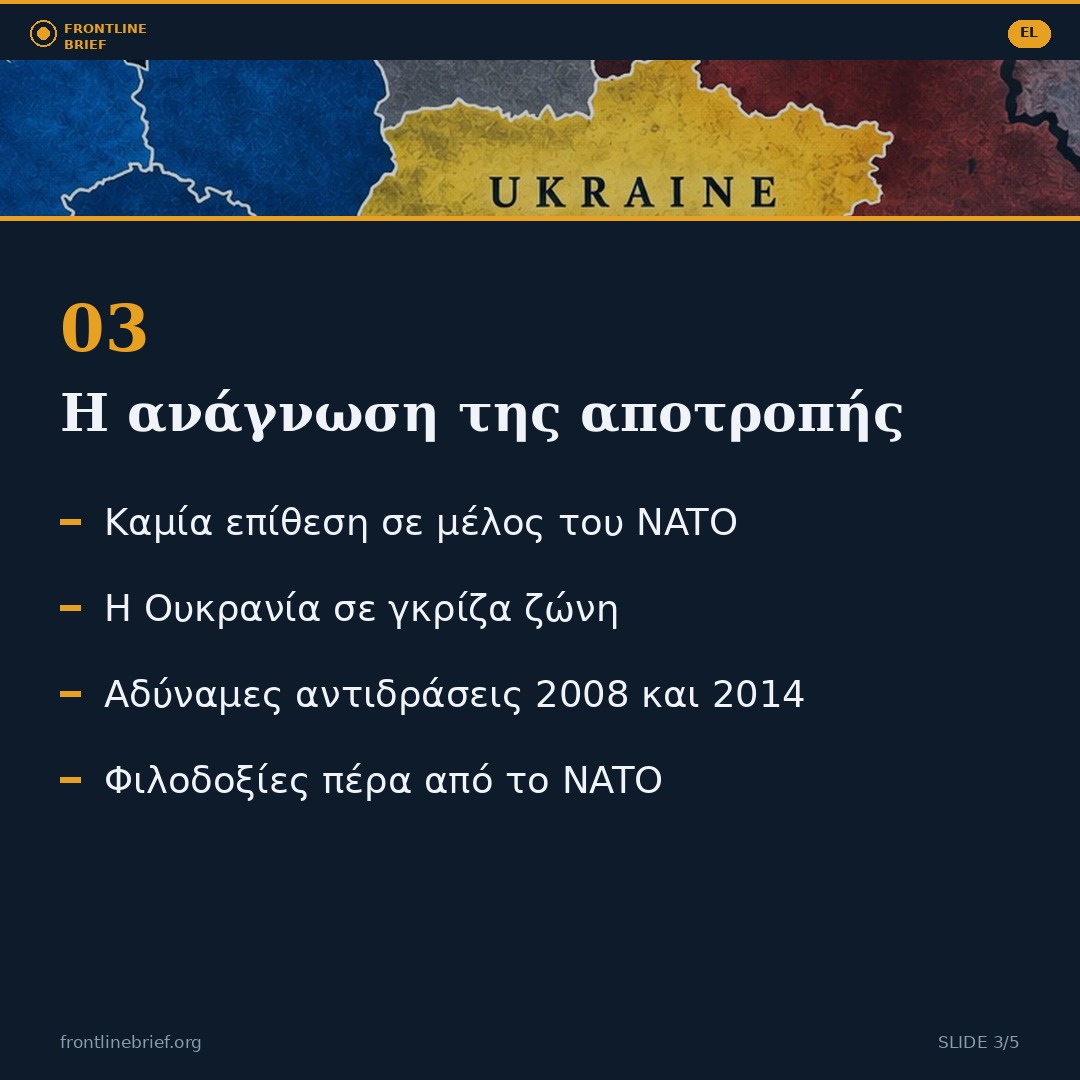 FRONTLINE
BRIEF
EL
UKRAINE
03
Η ανάγνωση της αποτροπής
Καμία επίθεση σε μέλος του ΝΑΤΟ
Η Ουκρανία σε γκρίζα ζώνη
Αδύναμες αντιδράσεις 2008 και 2014
Φιλοδοξίες πέρα από το ΝΑΤΟ
frontlinebrief.org
SLIDE 3/5